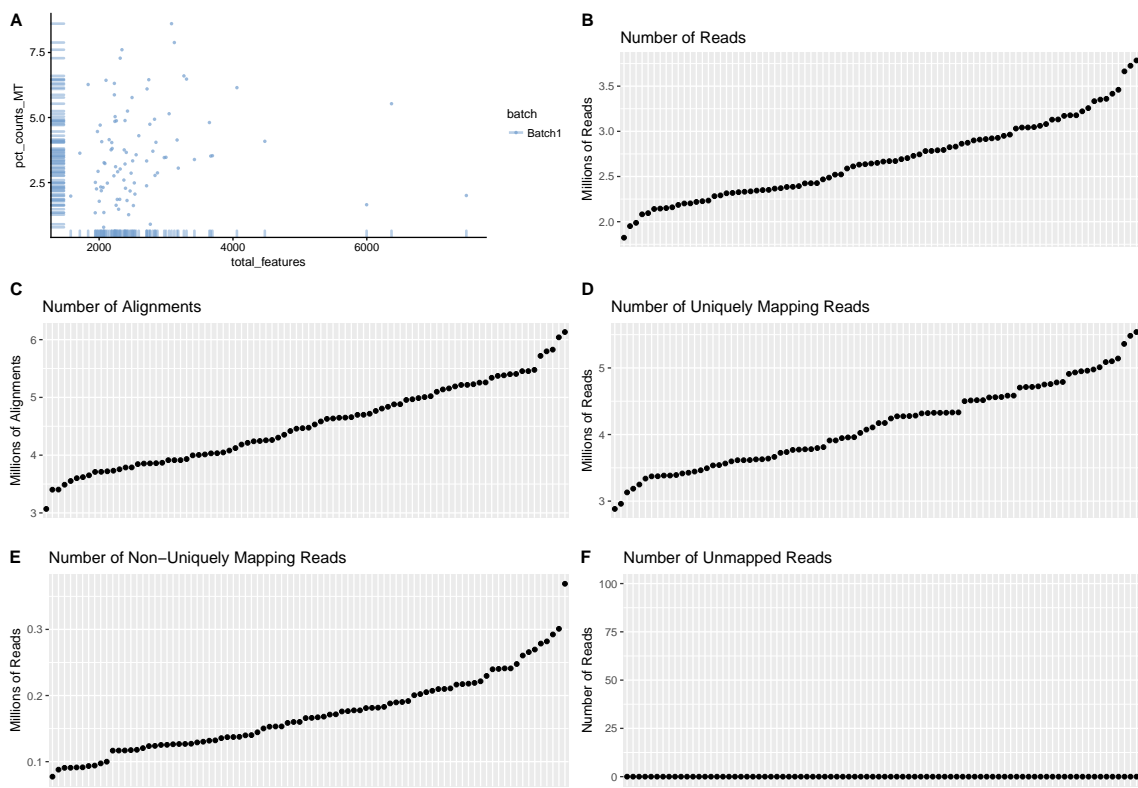 A
7.5
5.0
2.5
pct_counts_MT
2000
4000
6000
total_features
batch
Batch1
B
Number of Reads
3.5
3.0
2.5
2.0
Millions of Reads
C
Number of Alignments
6
5
4
3
Millions of Alignments
D
Number of Uniquely Mapping Reads
5
4
3
Millions of Reads
E
Number of Non−Uniquely Mapping Reads
0.3
0.2
0.1
Millions of Reads
F
Number of Unmapped Reads
100
75
50
25
0
Number of Reads